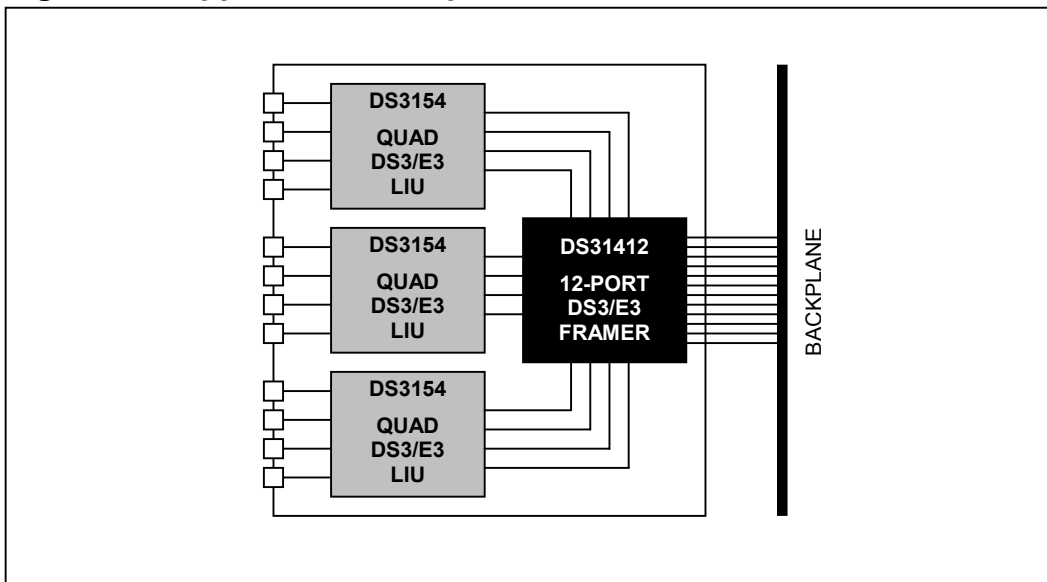 DS3154
QUAD
DS3/E3
LIU
DS3154
QUAD
DS3/E3
LIU
DS3154
QUAD
DS3/E3
LIU
DS31412
12-PORT
DS3/E3
FRAMER
BACKPLANE